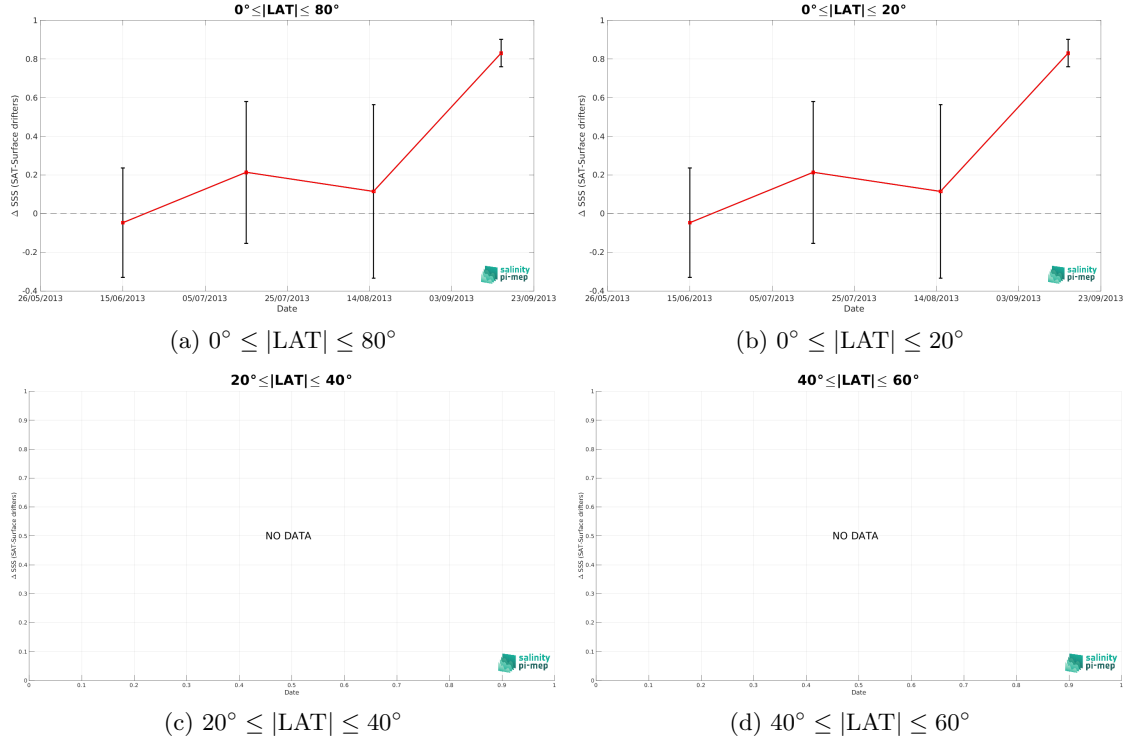 0°≤|LAT|≤ 80°
1
0.8
0.6
0.4
0.2
0
-0.2
-0.4
Δ SSS (SAT-Surface drifters)
26/05/2013 15/06/2013 05/07/2013 25/07/2013 14/08/2013 03/09/2013 23/09/2013
Date
salinity
pi-mep
(a) 0° ≤ |LAT| ≤ 80°
0°≤|LAT|≤ 20°
1
0.8
0.6
0.4
0.2
0
-0.2
-0.4
Δ SSS (SAT-Surface drifters)
26/05/2013 15/06/2013 05/07/2013 25/07/2013 14/08/2013 03/09/2013 23/09/2013
Date
salinity
pi-mep
(b) 0° ≤ |LAT| ≤ 20°
20°≤|LAT|≤ 40°
1
0.9
0.8
0.7
0.6
0.5
0.4
0.3
0.2
0.1
0
Δ SSS (SAT-Surface drifters)
NO DATA
0 0.1 0.2 0.3 0.4 0.5 0.6 0.7 0.8 0.9 1
Date
salinity
pi-mep
(c) 20° ≤ |LAT| ≤ 40°
40°≤|LAT|≤ 60°
1
0.9
0.8
0.7
0.6
0.5
0.4
0.3
0.2
0.1
0
Δ SSS (SAT-Surface drifters)
NO DATA
0 0.1 0.2 0.3 0.4 0.5 0.6 0.7 0.8 0.9 1
Date
salinity
pi-mep
(d) 40° ≤ |LAT| ≤ 60°